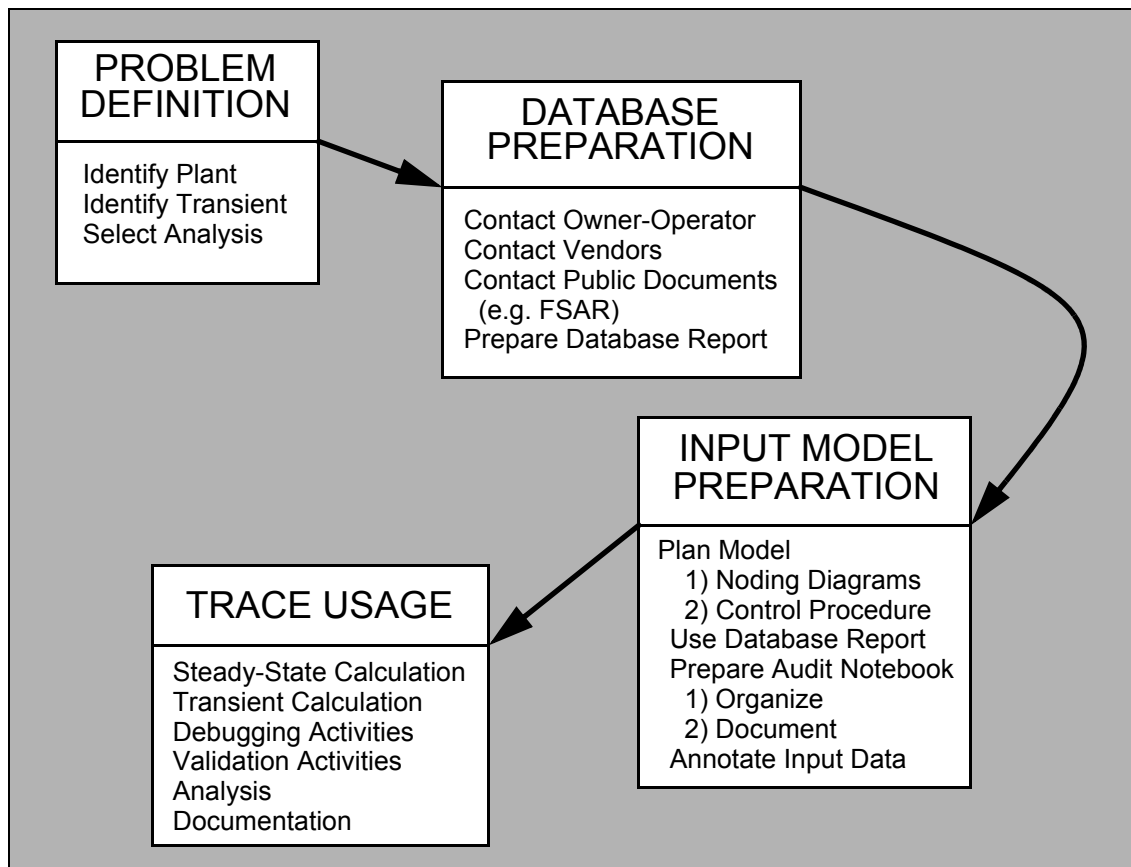 PROBLEM
DEFINITION
Identify Plant
Identify Transient
Select Analysis
DATABASE
PREPARATION
Contact Owner-Operator
Contact Vendors
Contact Public Documents
(e.g. FSAR)
Prepare Database Report
INPUT MODEL
PREPARATION
Plan Model
1) Noding Diagrams
2) Control Procedure
Use Database Report
Prepare Audit Notebook
1) Organize
2) Document
Annotate Input Data
TRACE USAGE
Steady-State Calculation
Transient Calculation
Debugging Activities
Validation Activities
Analysis
Documentation